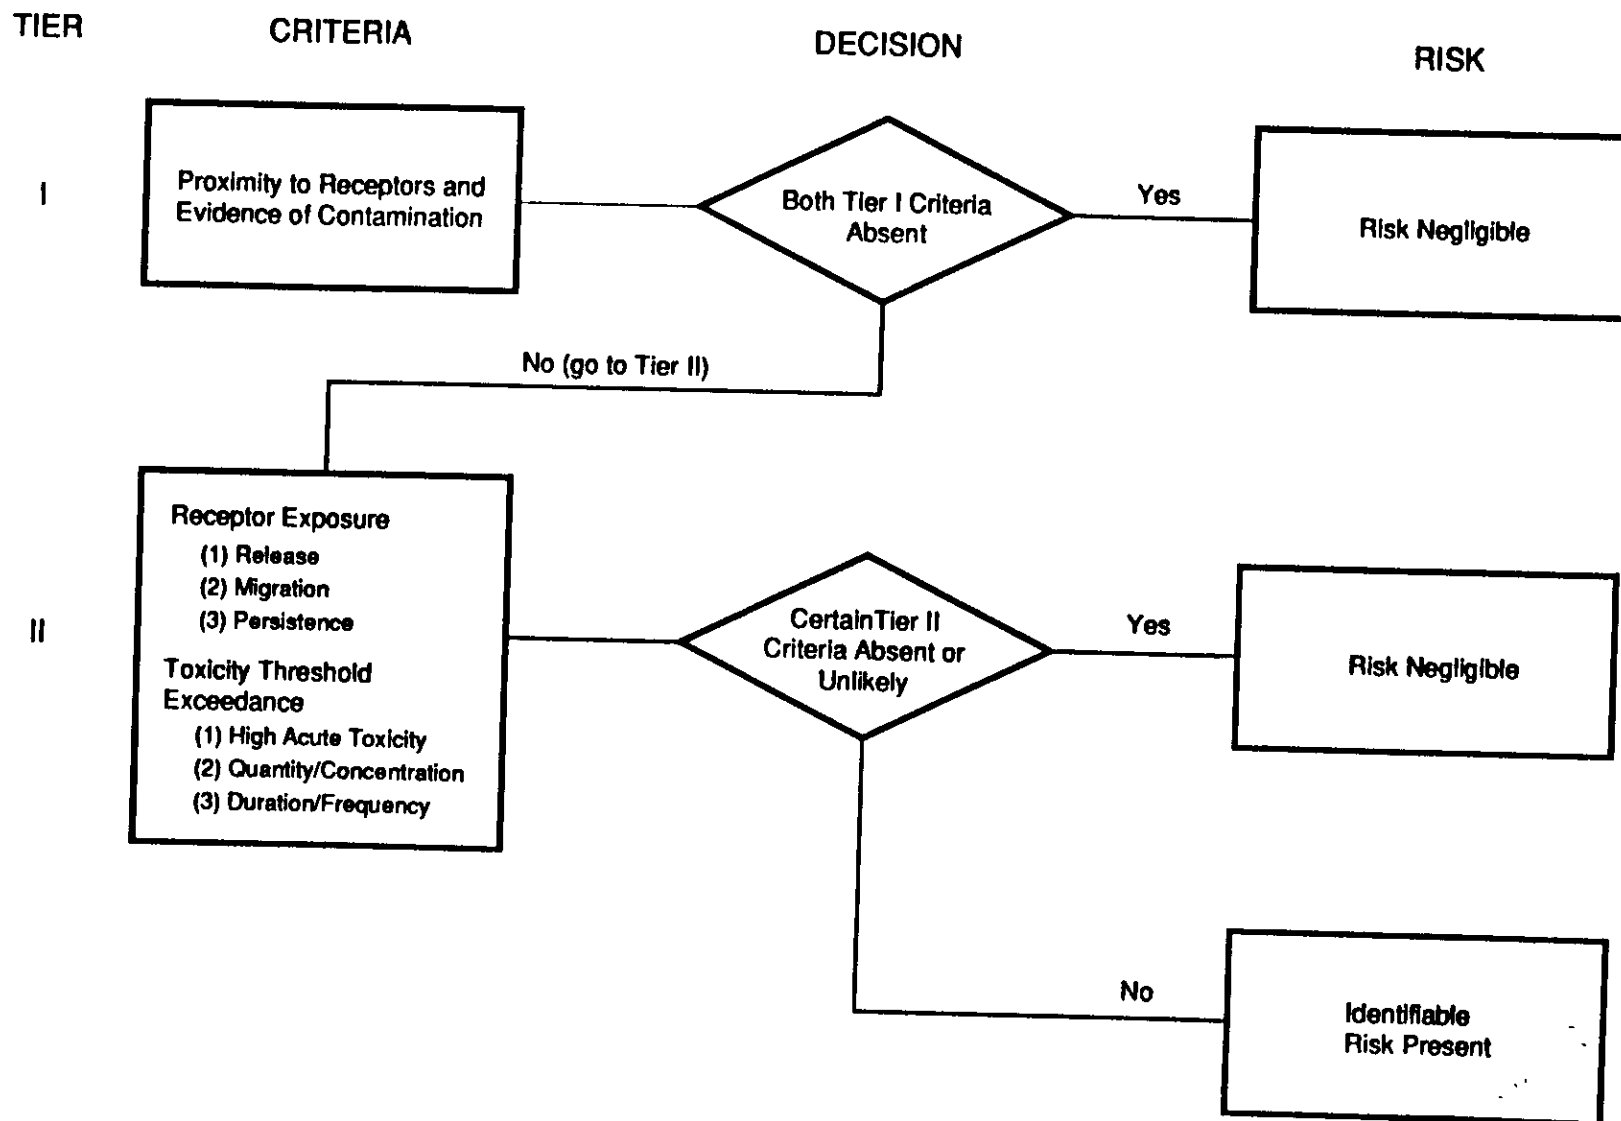 TIER
CRITERIA
DECISION
RISK
I
Proximity to Receptors and
Evidence of Contamination
Both Tier I Criteria
Absent
Yes
Risk Negligible
No (go to Tier II)
II
Receptor Exposure
(1) Release
(2) Migration
(3) Persistence
Toxicity Threshold
Exceedance
(1) High Acute Toxicity
(2) Quantity/Concentration
(3) Duration/Frequency
CertainTier II
Criteria Absent or
Unlikely
Yes
Risk Negligible
No
Identifiable
Risk Present